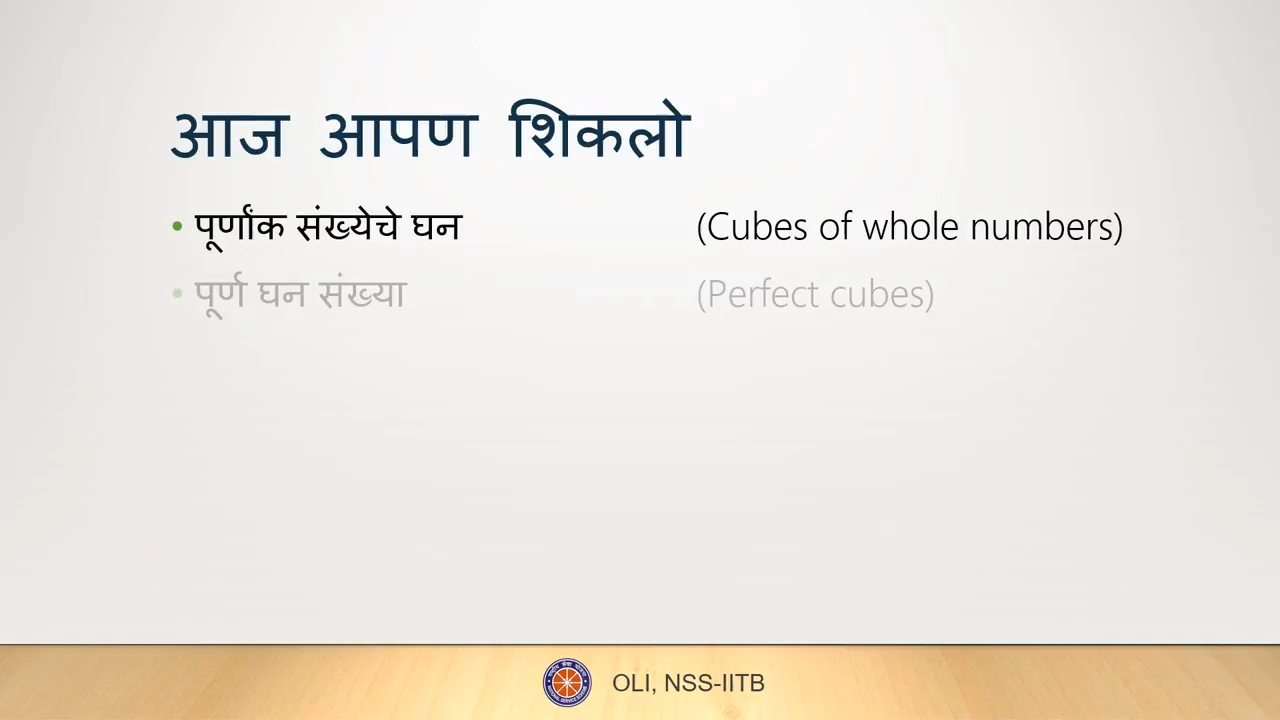 आज आपण शिकलो
• पूर्णांक संख्येचे घन (Cubes of whole numbers)
• पूर्ण घन संख्या (Perfect cubes)
OLI, NSS-IITB